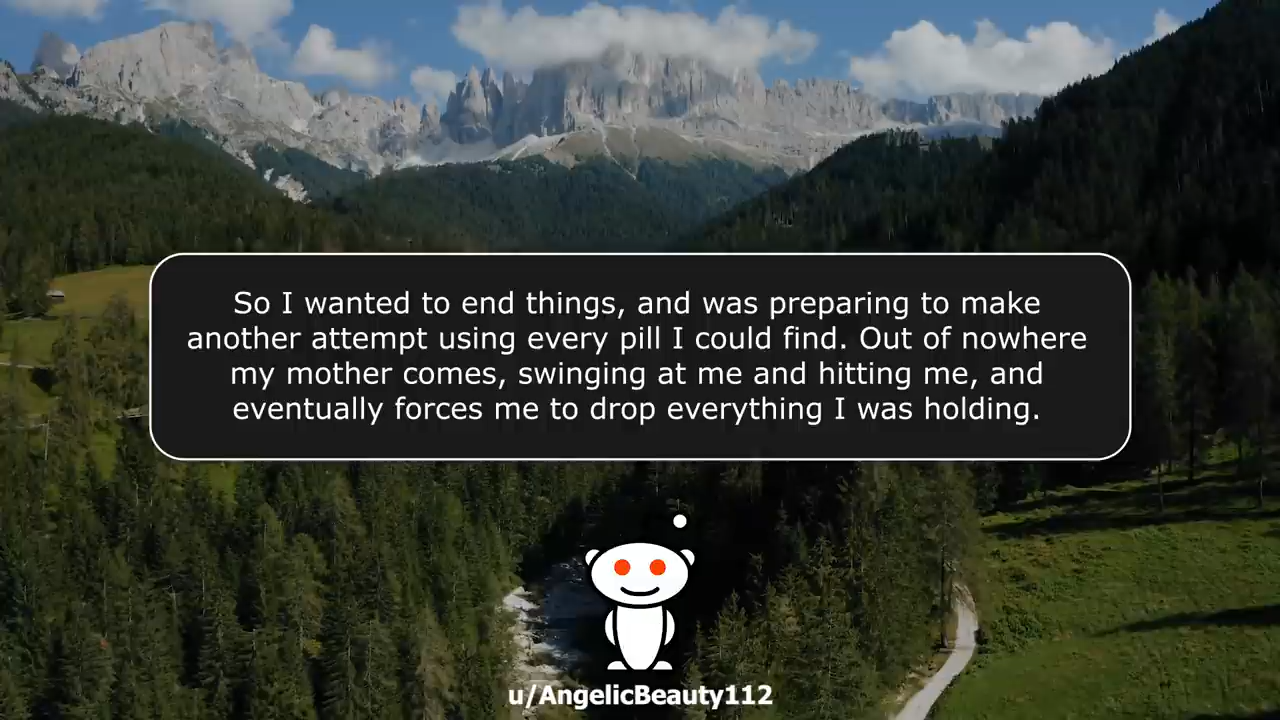 So I wanted to end things, and was preparing to make
another attempt using every pill I could find. Out of nowhere
my mother comes, swinging at me and hitting me, and
eventually forces me to drop everything I was holding.
u/AngelicBeauty112